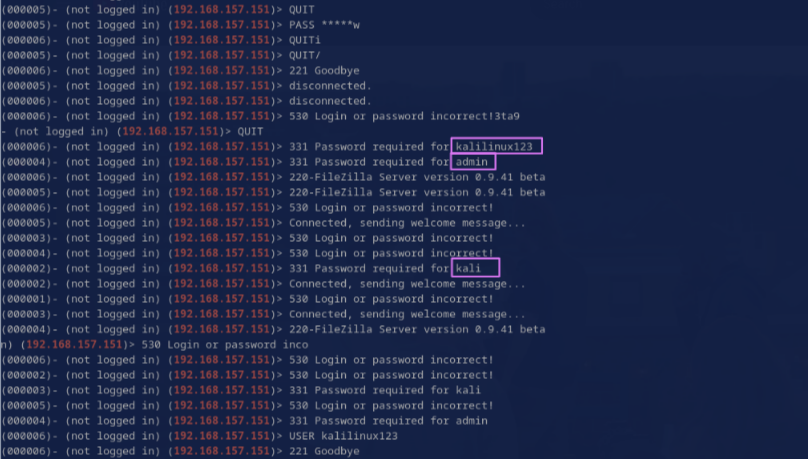 (000005)- (not logged in) (192.168.157.151)> QUIT
(000005)- (not logged in) (192.168.157.151)> PASS *****w
(000006)- (not logged in) (192.168.157.151)> QUITi
(000005)- (not logged in) (192.168.157.151)> QUIT/
(000006)- (not logged in) (192.168.157.151)> 221 Goodbye
(000005)- (not logged in) (192.168.157.151)> disconnected.
(000006)- (not logged in) (192.168.157.151)> disconnected.
(000006)- (not logged in) (192.168.157.151)> 530 Login or password incorrect!3ta9
- (not logged in) (192.168.157.151)> QUIT
(000006)- (not logged in) (192.168.157.151)> 331 Password required for kalilinux123
(000004)- (not logged in) (192.168.157.151)> 331 Password required for admin
(000006)- (not logged in) (192.168.157.151)> 220-FileZilla Server version 0.9.41 beta
(000005)- (not logged in) (192.168.157.151)> 220-FileZilla Server version 0.9.41 beta
(000006)- (not logged in) (192.168.157.151)> 530 Login or password incorrect!
(000005)- (not logged in) (192.168.157.151)> Connected, sending welcome message...
(000003)- (not logged in) (192.168.157.151)> 530 Login or password incorrect!
(000004)- (not logged in) (192.168.157.151)> 530 Login or password incorrect!
(000002)- (not logged in) (192.168.157.151)> 331 Password required for kali
(000002)- (not logged in) (192.168.157.151)> Connected, sending welcome message...
(000001)- (not logged in) (192.168.157.151)> 530 Login or password incorrect!
(000003)- (not logged in) (192.168.157.151)> Connected, sending welcome message...
(000004)- (not logged in) (192.168.157.151)> 220-FileZilla Server version 0.9.41 beta
n) (192.168.157.151)> 530 Login or password inco
(000006)- (not logged in) (192.168.157.151)> 530 Login or password incorrect!
(000002)- (not logged in) (192.168.157.151)> 530 Login or password incorrect!
(000003)- (not logged in) (192.168.157.151)> 331 Password required for kali
(000005)- (not logged in) (192.168.157.151)> 530 Login or password incorrect!
(000004)- (not logged in) (192.168.157.151)> 331 Password required for admin
(000006)- (not logged in) (192.168.157.151)> USER kalilinux123
(000006)- (not logged in) (192.168.157.151)> 221 Goodbye